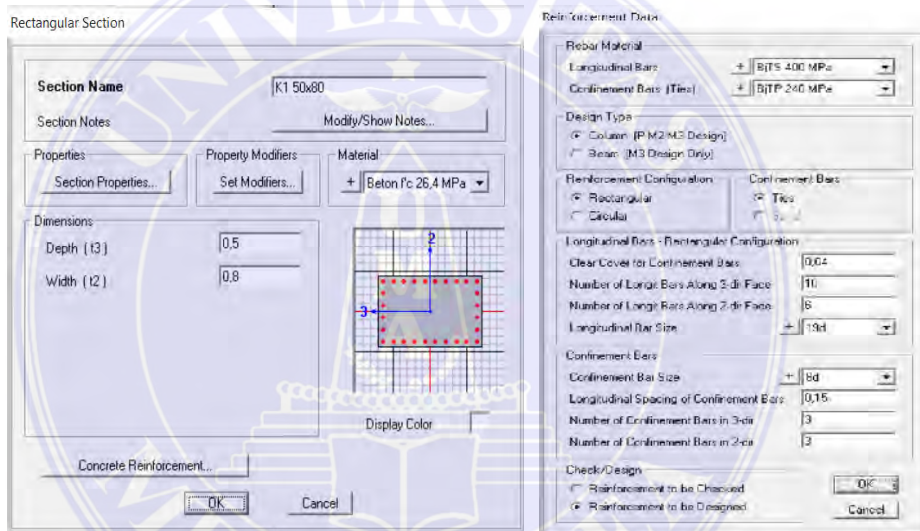 Rectangular Section
Section Name K1 50x80
Section Notes Modify/Show Notes...
Properties Property Modifiers Material
Section Properties... Set Modifiers... + Beton f'c 26,4 MPa
Dimensions
Depth ( t3 ) 0,5
Width ( t2 ) 0,8
2
3
Display Color
Concrete Reinforcement...
OK Cancel
Reinforcement Data
Rebar Material
Longitudinal Bars + BjTS 400 MPa
Confinement Bars (Ties) + BjTP 240 MPa
Design Type
Column (P M2 M3 Design)
Beam (M3 Design Only)
Reinforcement Configuration Confinement Bars
Rectangular Ties
Circular
Longitudinal Bars - Rectangular Configuration
Clear Cover for Confinement Bars 0,04
Number of Longit Bars Along 3-dir Face 10
Number of Longit Bars Along 2-dir Face 6
Longitudinal Bar Size + 19d
Confinement Bars
Confinement Bar Size + 8d
Longitudinal Spacing of Confinement Bars 0,15
Number of Confinement Bars in 3-dir 3
Number of Confinement Bars in 2-dir 3
Check/Design
Reinforcement to be Checked OK
Reinforcement to be Designed Cancel